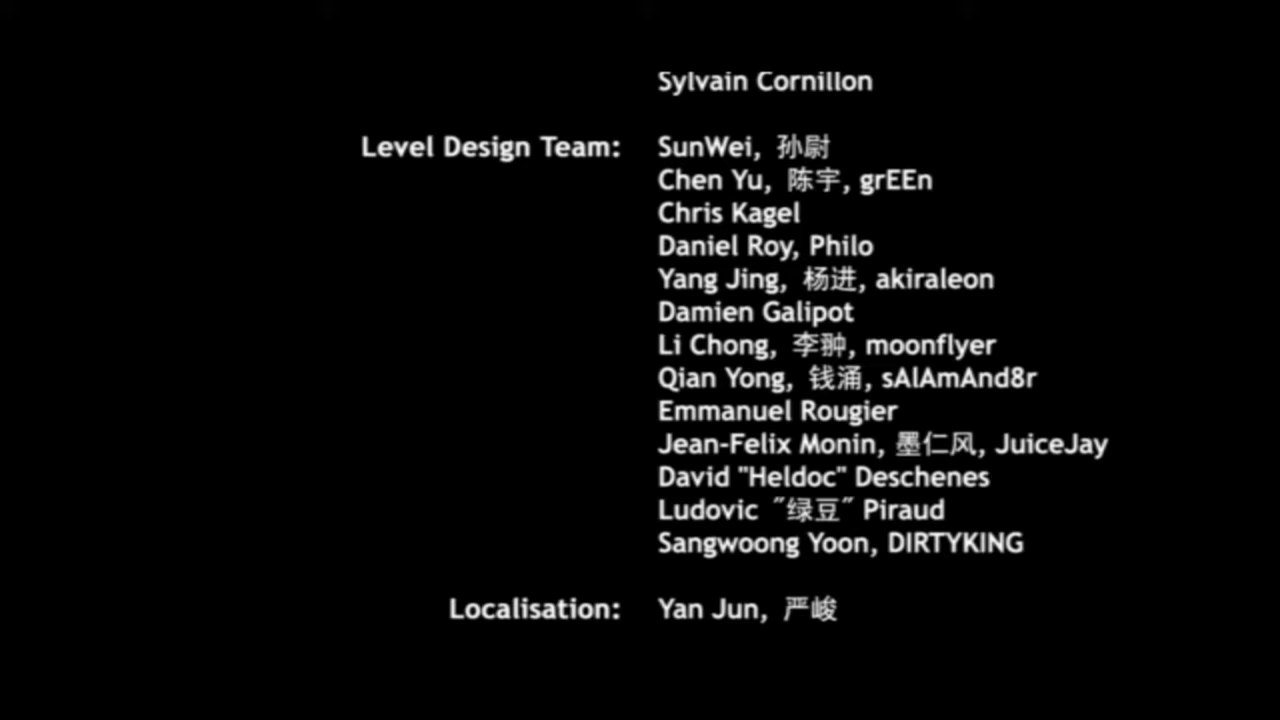 Sylvain Cornillon
Level Design Team: SunWei, 孙尉
Chen Yu, 陈宇, grEEn
Chris Kagel
Daniel Roy, Philo
Yang Jing, 杨进, akiraleon
Damien Galipot
Li Chong, 李翀, moonflyer
Qian Yong, 钱涌, sAlAmAnd8r
Emmanuel Rougier
Jean-Felix Monin, 墨仁风, JuiceJay
David "Heldoc" Deschenes
Ludovic ˝绿豆˝ Piraud
Sangwoong Yoon, DIRTYKING
Localisation: Yan Jun, 严峻